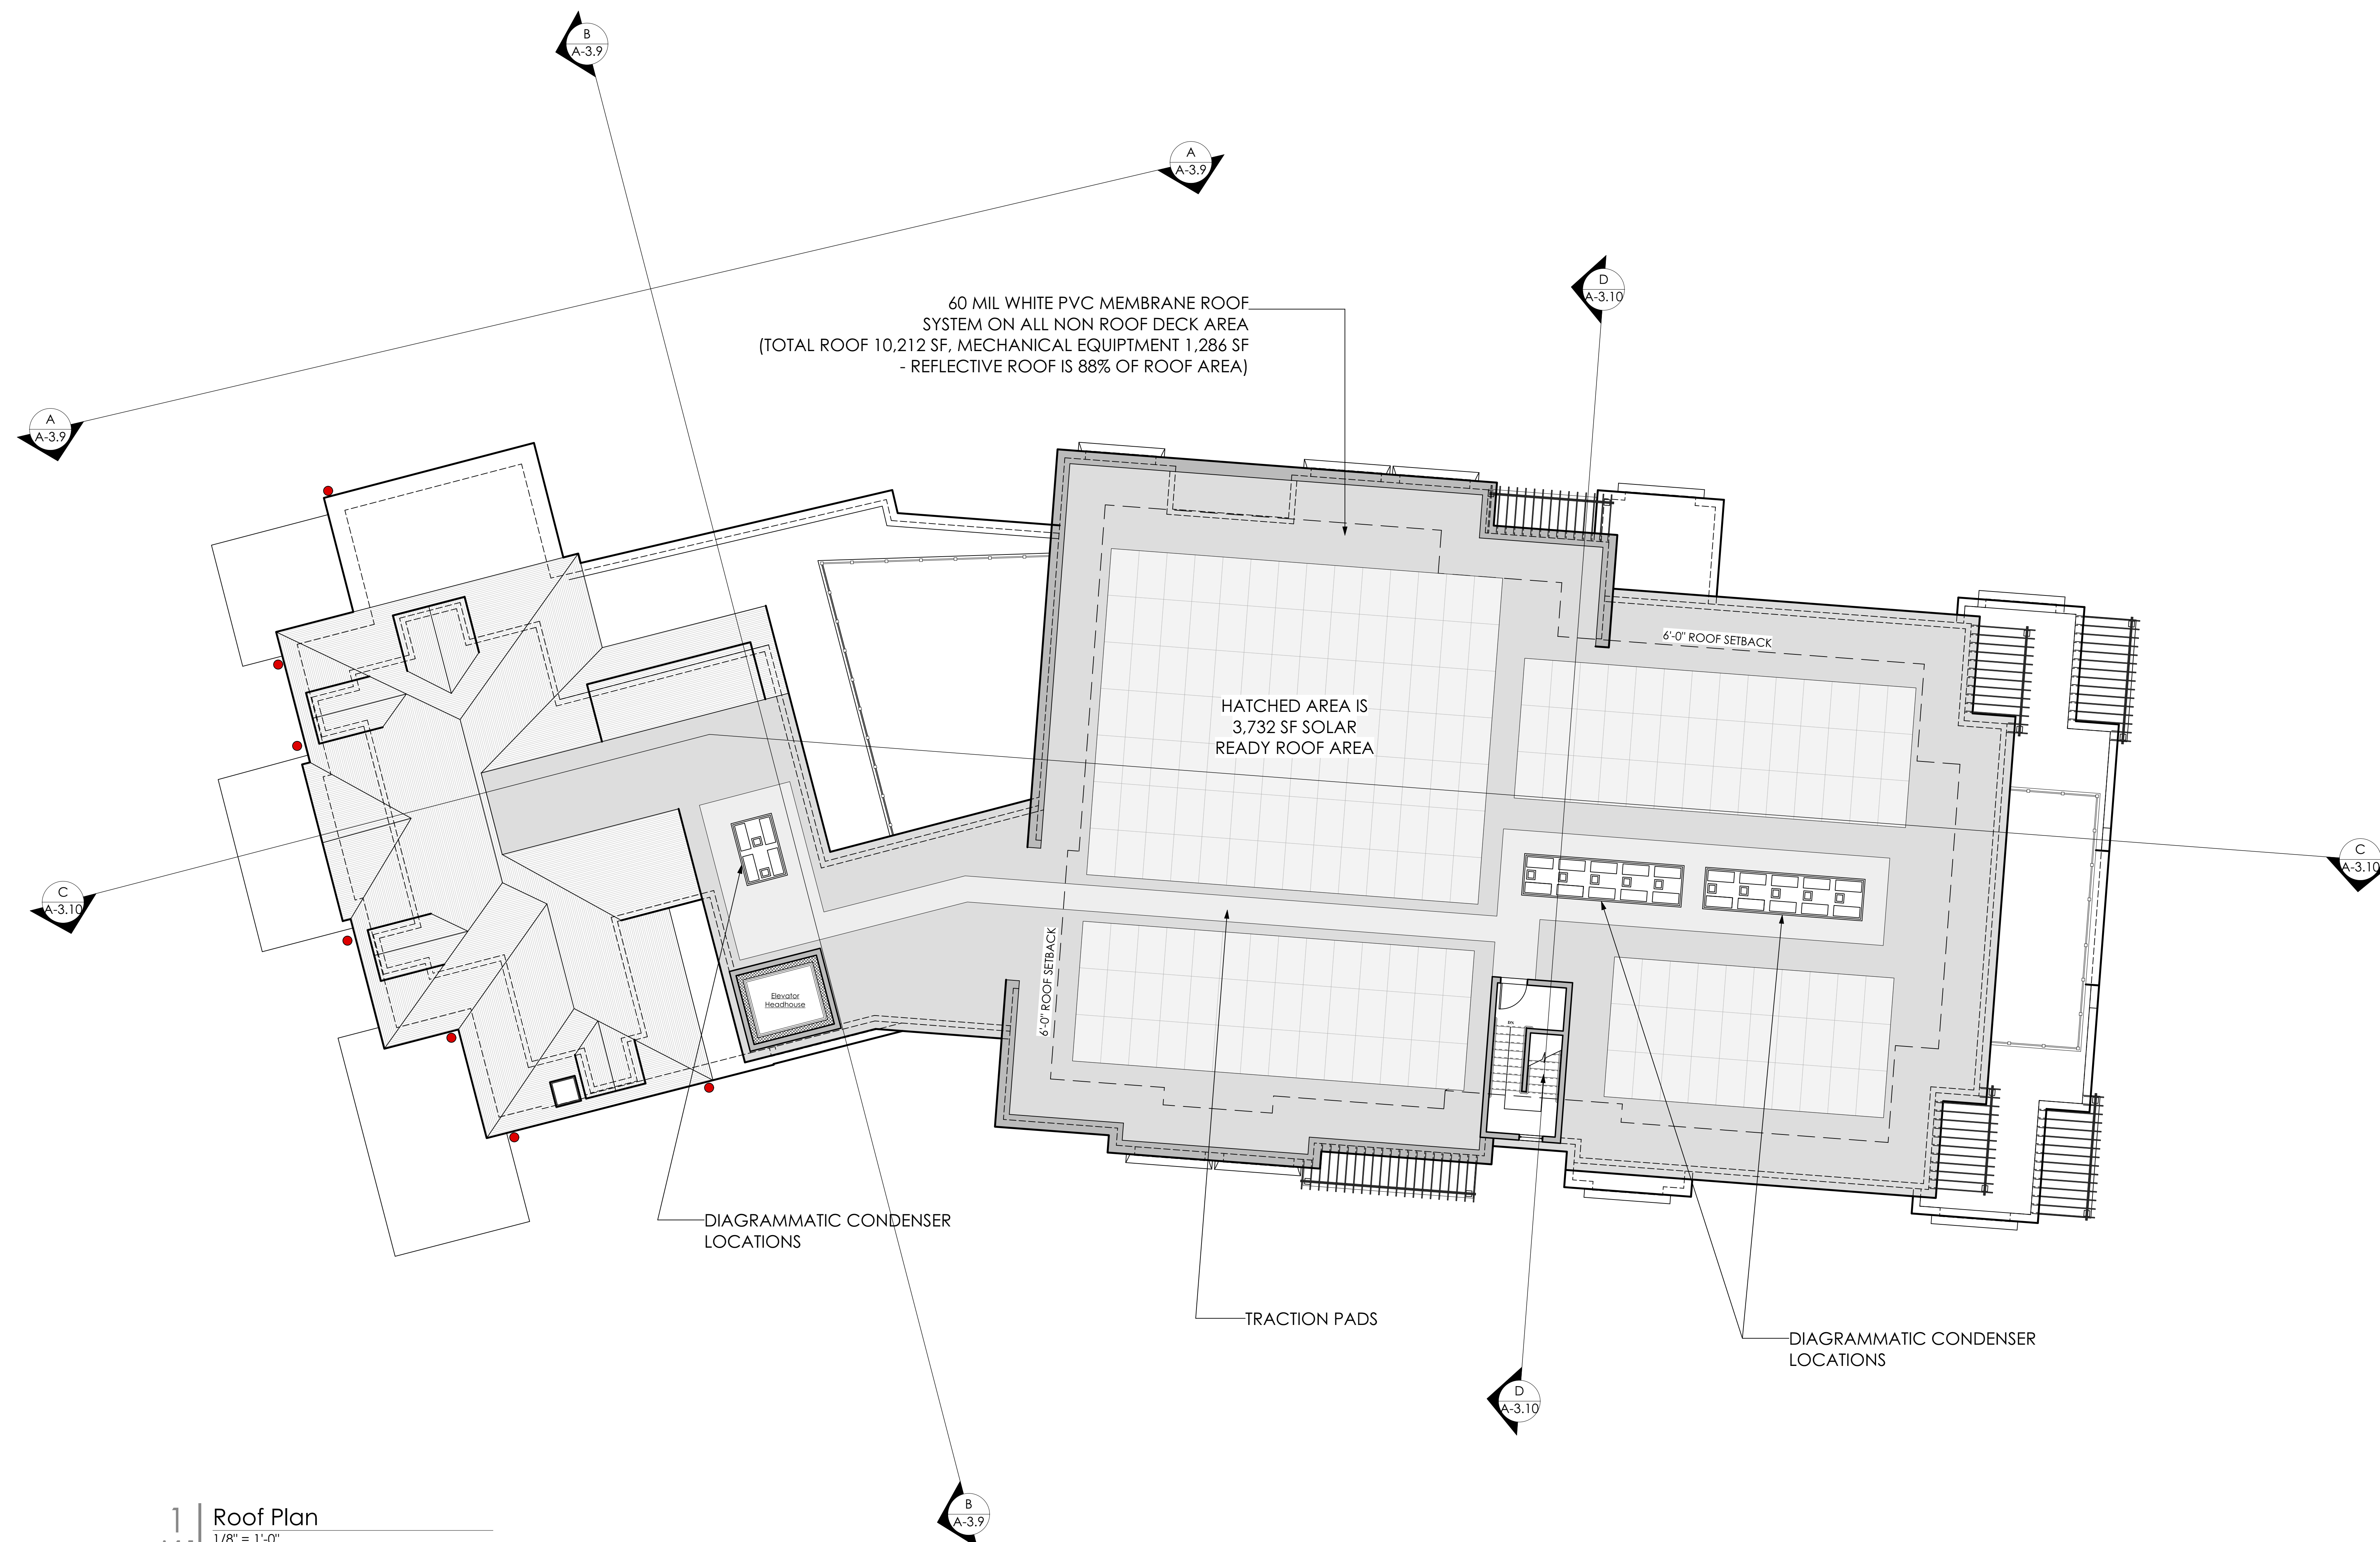 B
A-3.9
A
A-3.9
D
A-3.10
60 MIL WHITE PVC MEMBRANE ROOF
SYSTEM ON ALL NON ROOF DECK AREA
(TOTAL ROOF 10,212 SF, MECHANICAL EQUIPTMENT 1,286 SF
- REFLECTIVE ROOF IS 88% OF ROOF AREA)
A
A-3.9
6'-0" ROOF SETBACK
HATCHED AREA IS
3,732 SF SOLAR
READY ROOF AREA
C
A-3.10
C
A-3.10
6'-0" ROOF SETBACK
Elevator
Headhouse
DIAGRAMMATIC CONDENSER
LOCATIONS
TRACTION PADS
DIAGRAMMATIC CONDENSER
LOCATIONS
D
A-3.10
B
A-3.9
1
Roof Plan
1/8" = 1'-0"